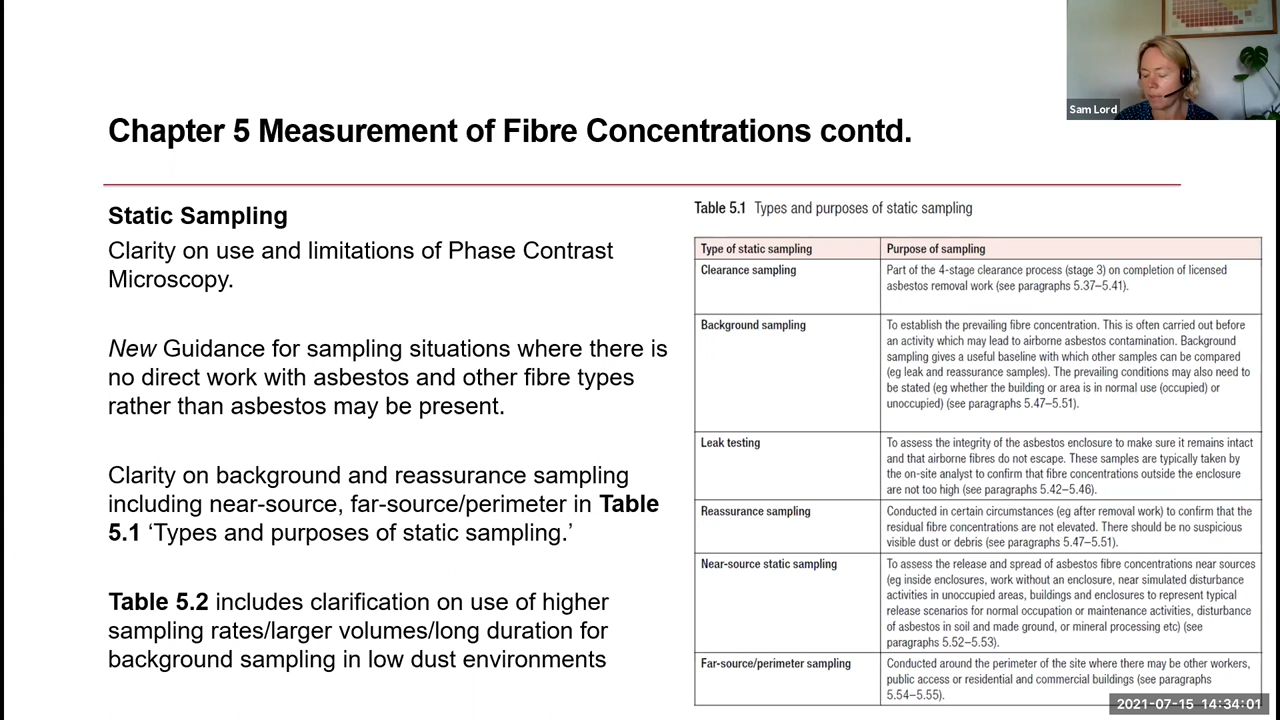 Sam Lord
Chapter 5 Measurement of Fibre Concentrations contd.
Static Sampling
Clarity on use and limitations of Phase Contrast
Microscopy.
New Guidance for sampling situations where there is
no direct work with asbestos and other fibre types
rather than asbestos may be present.
Clarity on background and reassurance sampling
including near-source, far-source/perimeter in Table
5.1 ‘Types and purposes of static sampling.’
Table 5.2 includes clarification on use of higher
sampling rates/larger volumes/long duration for
background sampling in low dust environments
Table 5.1 Types and purposes of static sampling
Type of static sampling
Purpose of sampling
Clearance sampling
Part of the 4-stage clearance process (stage 3) on completion of licensed
asbestos removal work (see paragraphs 5.37–5.41).
Background sampling
To establish the prevailing fibre concentration. This is often carried out before
an activity which may lead to airborne asbestos contamination. Background
sampling gives a useful baseline with which other samples can be compared
(eg leak and reassurance samples). The prevailing conditions may also need to
be stated (eg whether the building or area is in normal use (occupied) or
unoccupied) (see paragraphs 5.47–5.51).
Leak testing
To assess the integrity of the asbestos enclosure to make sure it remains intact
and that airborne fibres do not escape. These samples are typically taken by
the on-site analyst to confirm that fibre concentrations outside the enclosure
are not too high (see paragraphs 5.42–5.46).
Reassurance sampling
Conducted in certain circumstances (eg after removal work) to confirm that the
residual fibre concentrations are not elevated. There should be no suspicious
visible dust or debris (see paragraphs 5.47–5.51).
Near-source static sampling
To assess the release and spread of asbestos fibre concentrations near sources
(eg inside enclosures, work without an enclosure, near simulated disturbance
activities in unoccupied areas, buildings and enclosures to represent typical
release scenarios for normal occupation or maintenance activities, disturbance
of asbestos in soil and made ground, or mineral processing etc) (see
paragraphs 5.52–5.53).
Far-source/perimeter sampling
Conducted around the perimeter of the site where there may be other workers,
public access or residential and commercial buildings (see paragraphs
5.54–5.55).
2021-07-15 14:34:01